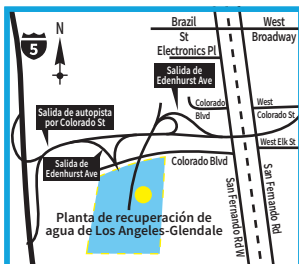 Brazil West
St Broadway
Electronics Pl
N
5
Salida de
Edenhurst Ave
Colorado West
Blvd Colorado St
Salida de autopista
por Colorado St
West Elk St
Salida de
Edenhurst Ave
Colorado Blvd
San Fernando Rd W
San Fernando Rd
Planta de recuperación de
agua de Los Angeles-Glendale